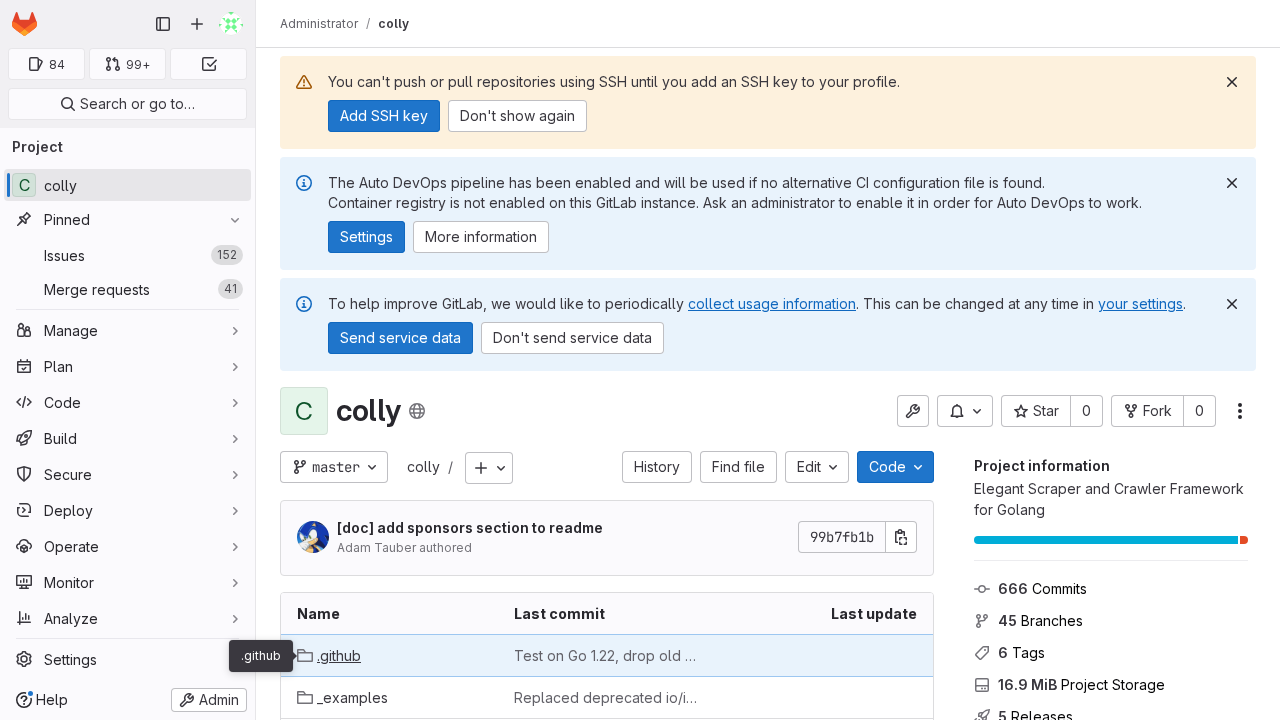 Administrator / colly
84
99+
Search or go to…
Project
C colly
Pinned
Issues 152
Merge requests 41
Manage
Plan
Code
Build
Secure
Deploy
Operate
Monitor
Analyze
Settings
Help
Admin
You can't push or pull repositories using SSH until you add an SSH key to your profile.
Add SSH key Don't show again
The Auto DevOps pipeline has been enabled and will be used if no alternative CI configuration file is found.
Container registry is not enabled on this GitLab instance. Ask an administrator to enable it in order for Auto DevOps to work.
Settings More information
To help improve GitLab, we would like to periodically collect usage information. This can be changed at any time in your settings.
Send service data Don't send service data
C colly
Star 0 Fork 0
master colly / History Find file Edit Code
[doc] add sponsors section to readme
Adam Tauber authored
99b7fb1b
Name Last commit Last update
.github
.github Test on Go 1.22, drop old …
_examples Replaced deprecated io/i…
Project information
Elegant Scraper and Crawler Framework
for Golang
666 Commits
45 Branches
6 Tags
16.9 MiB Project Storage
5 Releases